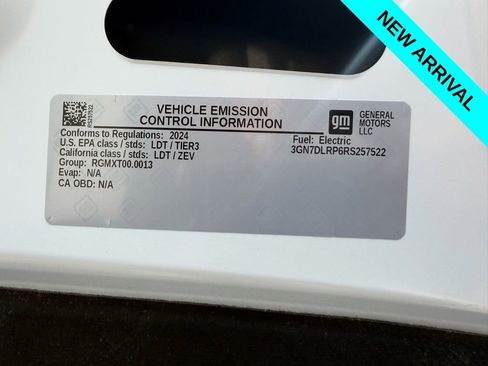 NEW ARRIVAL
RS257522
VEHICLE EMISSION
CONTROL INFORMATION
gm
GENERAL
MOTORS
LLC
Conforms to Regulations: 2024
U.S. EPA class / stds: LDT / TIER3
California class / stds: LDT / ZEV
Group: RGMXT00.0013
Evap: N/A
CA OBD: N/A
Fuel: Electric
3GN7DLRP6RS257522